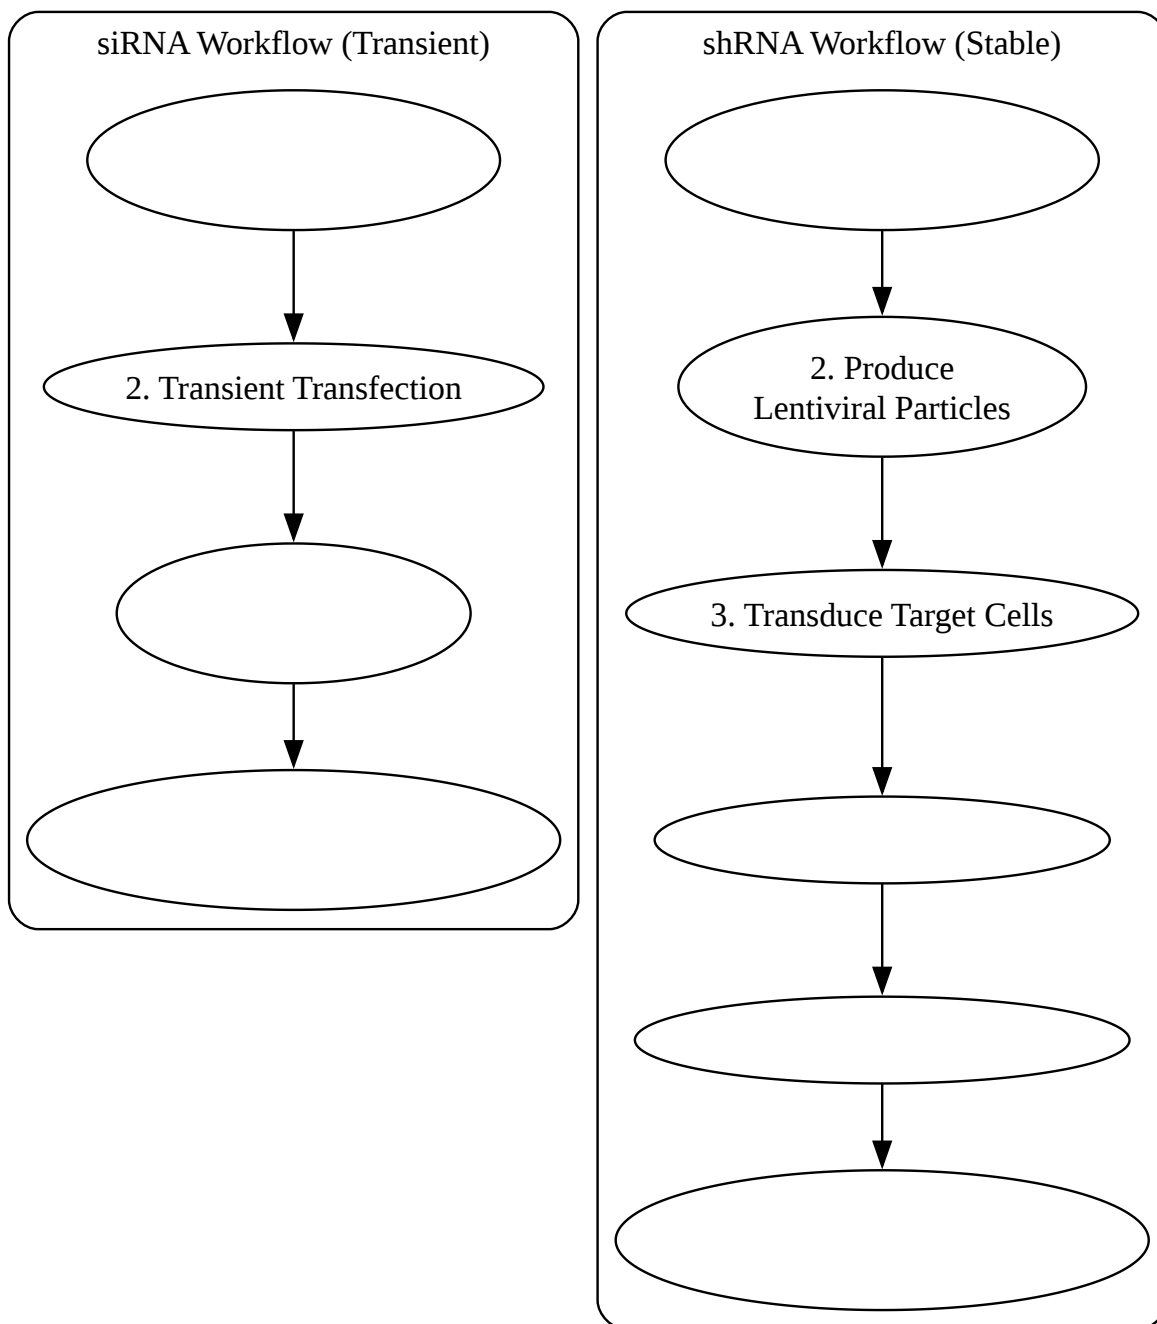 siRNA Workflow (Transient)
2. Transient Transfection
shRNA Workflow (Stable)
2. Produce
Lentiviral Particles
3. Transduce Target Cells